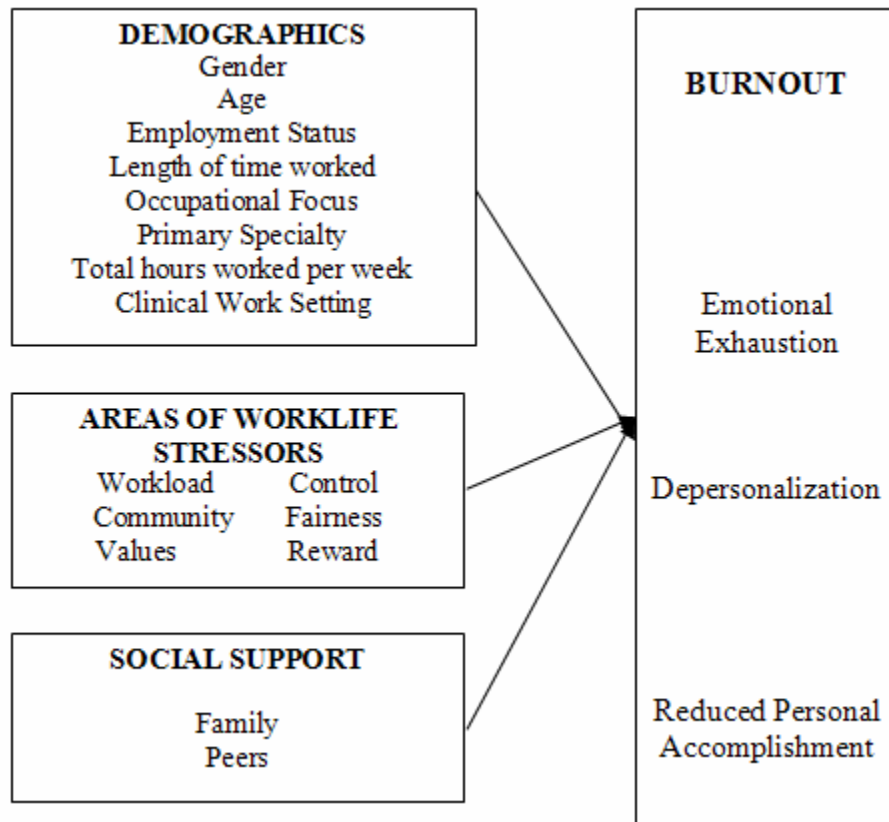 DEMOGRAPHICS
Gender
Age
Employment Status
Length of time worked
Occupational Focus
Primary Specialty
Total hours worked per week
Clinical Work Setting
AREAS OF WORKLIFE
STRESSORS
Workload Control
Community Fairness
Values Reward
SOCIAL SUPPORT
Family
Peers
BURNOUT
Emotional
Exhaustion
Depersonalization
Reduced Personal
Accomplishment